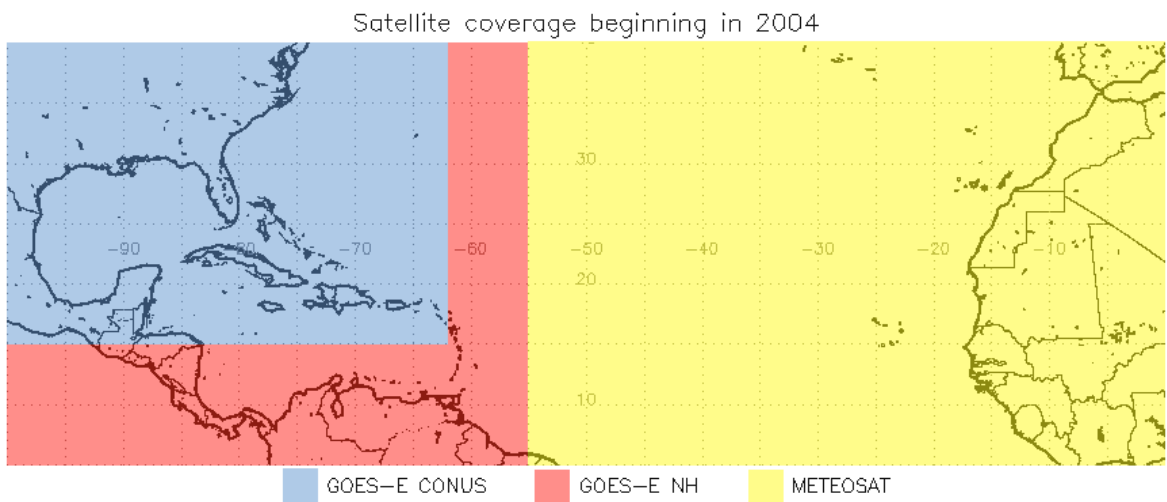 Satellite coverage beginning in 2004
30
-90 -80 -70 -60 -50 -40 -30 -20 -10
20
10
GOES-E CONUS GOES-E NH METEOSAT